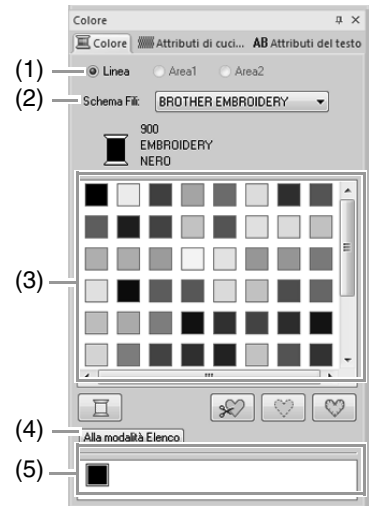 Colore
Colore Attributi di cuci... AB Attributi del testo
(1) Linea Area1 Area2
(2) Schema Fili: BROTHER EMBROIDERY
900
EMBROIDERY
NERO
(3)
(4) Alla modalità Elenco
(5)